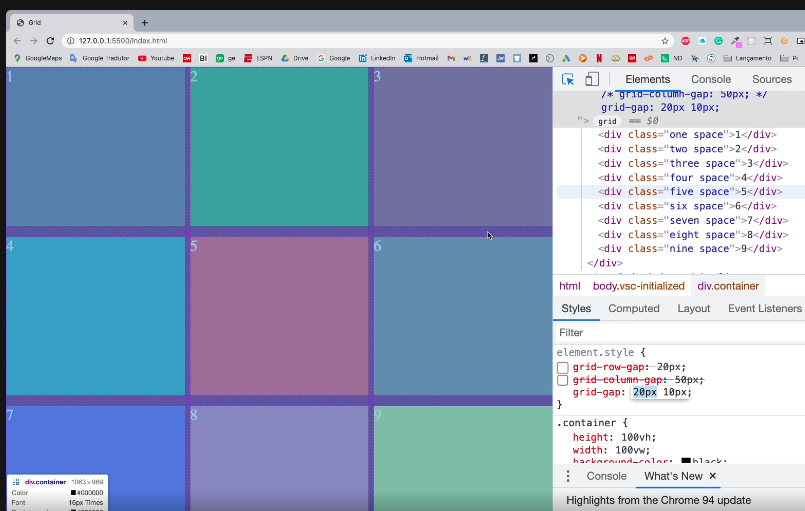 Grid
127.0.0.1:5500/index.html
GoogleMaps Google Tradutor Youtube BI ge ESPN Drive Google LinkedIn Hotmail ND Lançamento Pi
1 2 3
4 5 6
7 8 9
div.container 1063×969
Color #000000
Font 16px Times
Elements Console Sources
/* grid-column-gap: 50px; */
grid-gap: 20px 10px;
"> grid == $0
<div class="one space">1</div>
<div class="two space">2</div>
<div class="three space">3</div>
<div class="four space">4</div>
<div class="five space">5</div>
<div class="six space">6</div>
<div class="seven space">7</div>
<div class="eight space">8</div>
<div class="nine space">9</div>
</div>
html body.vsc-initialized div.container
Styles Computed Layout Event Listeners
Filter
element.style {
grid-row-gap: 20px;
grid-column-gap: 50px;
grid-gap: 20px 10px;
}
.container {
height: 100vh;
width: 100vw;
background-color: black;
Console What's New ×
Highlights from the Chrome 94 update